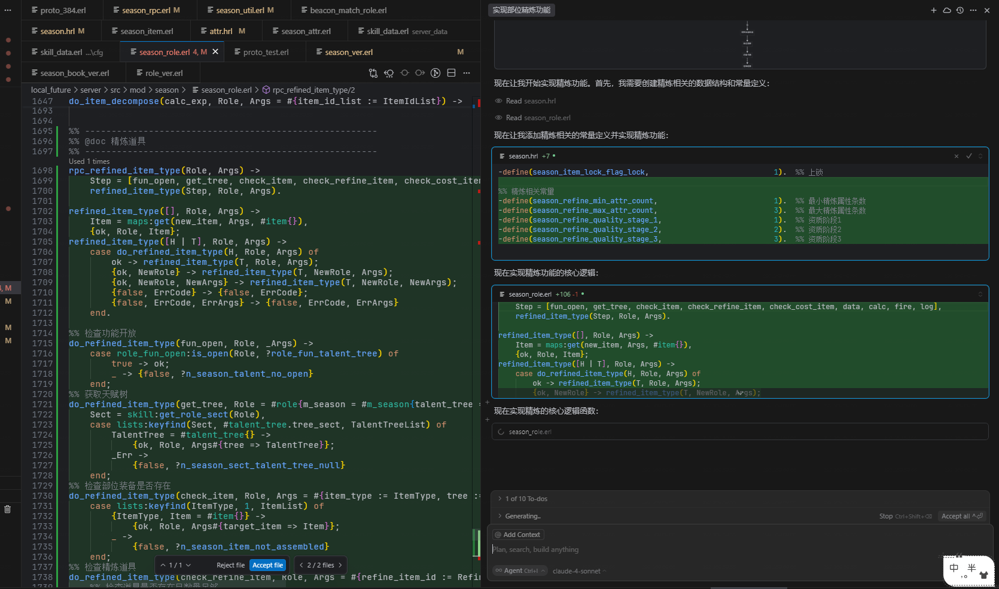 proto_384.erl
season_rpc.erl M
season_util.erl M
beacon_match_role.erl
season.hrl M
season_item.erl
attr.hrl M
season_attr.erl
skill_data.erl server_data
skill_data.erl ...\cfg
season_role.erl 4, M
proto_test.erl
season_ver.erl M
season_book_ver.erl
role_ver.erl
local_future > server > src > mod > season > season_role.erl > rpc_refined_item_type/2
1647 do_item_decompose(calc_exp, Role, Args = #{item_id_list := ItemIdList}) ->
1693
1694
1695 %% -------------------------------------------------------
1696 %% @doc 精炼道具
1697 %% -------------------------------------------------------
Used 1 times
1698 rpc_refined_item_type(Role, Args) ->
1699 Step = [fun_open, get_tree, check_item, check_refine_item, check_cost_item
1700 refined_item_type(Step, Role, Args).
1701
1702 refined_item_type([], Role, Args) ->
1703 Item = maps:get(new_item, Args, #item{}),
1704 {ok, Role, Item};
1705 refined_item_type([H | T], Role, Args) ->
1706 case do_refined_item_type(H, Role, Args) of
1707 ok -> refined_item_type(T, Role, Args);
1708 {ok, NewRole} -> refined_item_type(T, NewRole, Args);
1709 {ok, NewRole, NewArgs} -> refined_item_type(T, NewRole, NewArgs);
1710 {false, ErrCode} -> {false, ErrCode};
1711 {false, ErrCode, ErrArgs} -> {false, ErrCode, ErrArgs}
1712 end.
1713
1714 %% 检查功能开放
1715 do_refined_item_type(fun_open, Role, _Args) ->
1716 case role_fun_open:is_open(Role, ?role_fun_talent_tree) of
1717 true -> ok;
1718 _ -> {false, ?n_season_talent_no_open}
1719 end;
1720 %% 获取天赋树
1721 do_refined_item_type(get_tree, Role = #role{m_season = #m_season{talent_tree =
1722 Sect = skill:get_role_sect(Role),
1723 case lists:keyfind(Sect, #talent_tree.tree_sect, TalentTreeList) of
1724 TalentTree = #talent_tree{} ->
1725 {ok, Role, Args#{tree => TalentTree}};
1726 _Err ->
1727 {false, ?n_season_sect_talent_tree_null}
1728 end;
1729 %% 检查部位装备是否存在
1730 do_refined_item_type(check_item, Role, Args = #{item_type := ItemType, tree :=
1731 case lists:keyfind(ItemType, 1, ItemList) of
1732 {ItemType, Item = #item{}} ->
1733 {ok, Role, Args#{target_item => Item}};
1734 _ ->
1735 {false, ?n_season_item_not_assembled}
1736 end;
1737 %% 检查精炼道具
1738 do_refined_item_type(check_refine_item, Role, Args = #{refine_item_id := Refin
1739 %% 检查道具是否存在且数量足够
1 / 1
Reject file
Accept file
2 / 2 files
4, M
M
M
M
实现部位精炼功能
现在让我开始实现精炼功能。首先，我需要创建精炼相关的数据结构和常量定义：
Read season.hrl
Read season_role.erl
现在让我添加精炼相关的常量定义并实现精炼功能：
season.hrl +7
-define(season_item_lock_flag_lock, 1). %% 上锁
%% 精炼相关常量
-define(season_refine_min_attr_count, 1). %% 最小精炼属性条数
-define(season_refine_max_attr_count, 3). %% 最大精炼属性条数
-define(season_refine_quality_stage_1, 1). %% 资质阶段1
-define(season_refine_quality_stage_2, 2). %% 资质阶段2
-define(season_refine_quality_stage_3, 3). %% 资质阶段3
现在实现精炼功能的核心逻辑：
season_role.erl +106 -1
Step = [fun_open, get_tree, check_item, check_refine_item, check_cost_item, data, calc, fire, log],
refined_item_type(Step, Role, Args).
refined_item_type([], Role, Args) ->
Item = maps:get(new_item, Args, #item{}),
{ok, Role, Item};
refined_item_type([H | T], Role, Args) ->
case do_refined_item_type(H, Role, Args) of
ok -> refined_item_type(T, Role, Args);
{ok, NewRole} -> refined_item_type(T, NewRole, Args);
现在实现精炼的核心逻辑函数：
season_role.erl
1 of 10 To-dos
Generating..
Stop Ctrl+Shift+⌫
Accept all ^⏎
@ Add Context
Plan, search, build anything
∞ Agent Ctrl+I
claude-4-sonnet
中 半